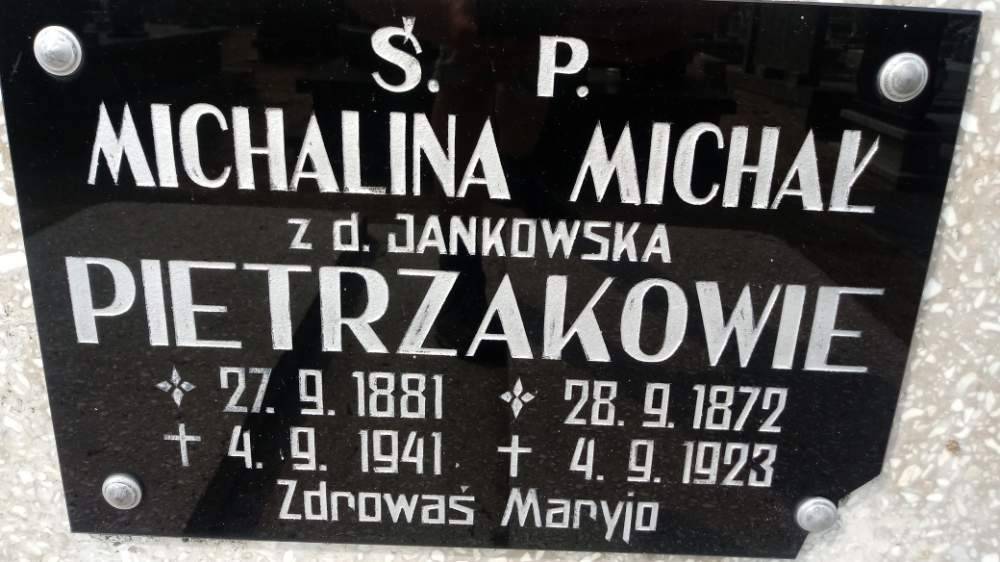 Ś. P.
MICHALINA MICHAŁ
z d. JANKOWSKA
PIETRZAKOWIE
27. 9. 1881 28. 9. 1872
4. 9. 1941 4. 9. 1923
Zdrowaś Maryjo